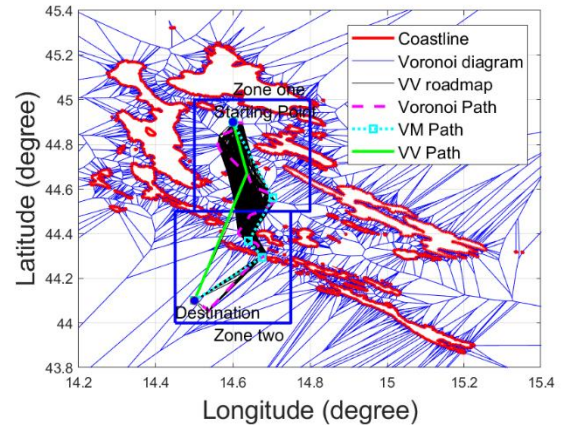 45.4
45.2
45
44.8
44.6
44.4
44.2
44
43.8
Latitude (degree)
14.2
14.4
14.6
14.8
15
15.2
15.4
Longitude (degree)
Coastline
Voronoi diagram
VV roadmap
Voronoi Path
VM Path
VV Path
Zone one
Starting Point
Destination
Zone two